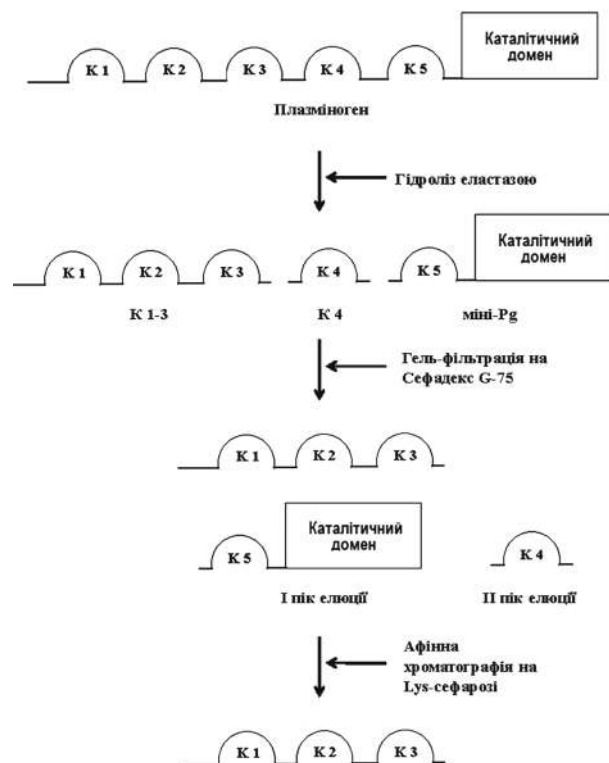 К 1 К 2 К 3 К 4 К 5 Каталітичний
домен
Плазміноген
Гідроліз еластазою
К 1 К 2 К 3 К 4 К 5 Каталітичний
домен
К 1-3 К 4 міні-Pg
Гель-фільтрація на
Сефадекс G-75
К 1 К 2 К 3
К 5 Каталітичний
домен
К 4
I пік елюції II пік елюції
Афінна
хроматографія на
Lys-сефарозі
К 1 К 2 К 3